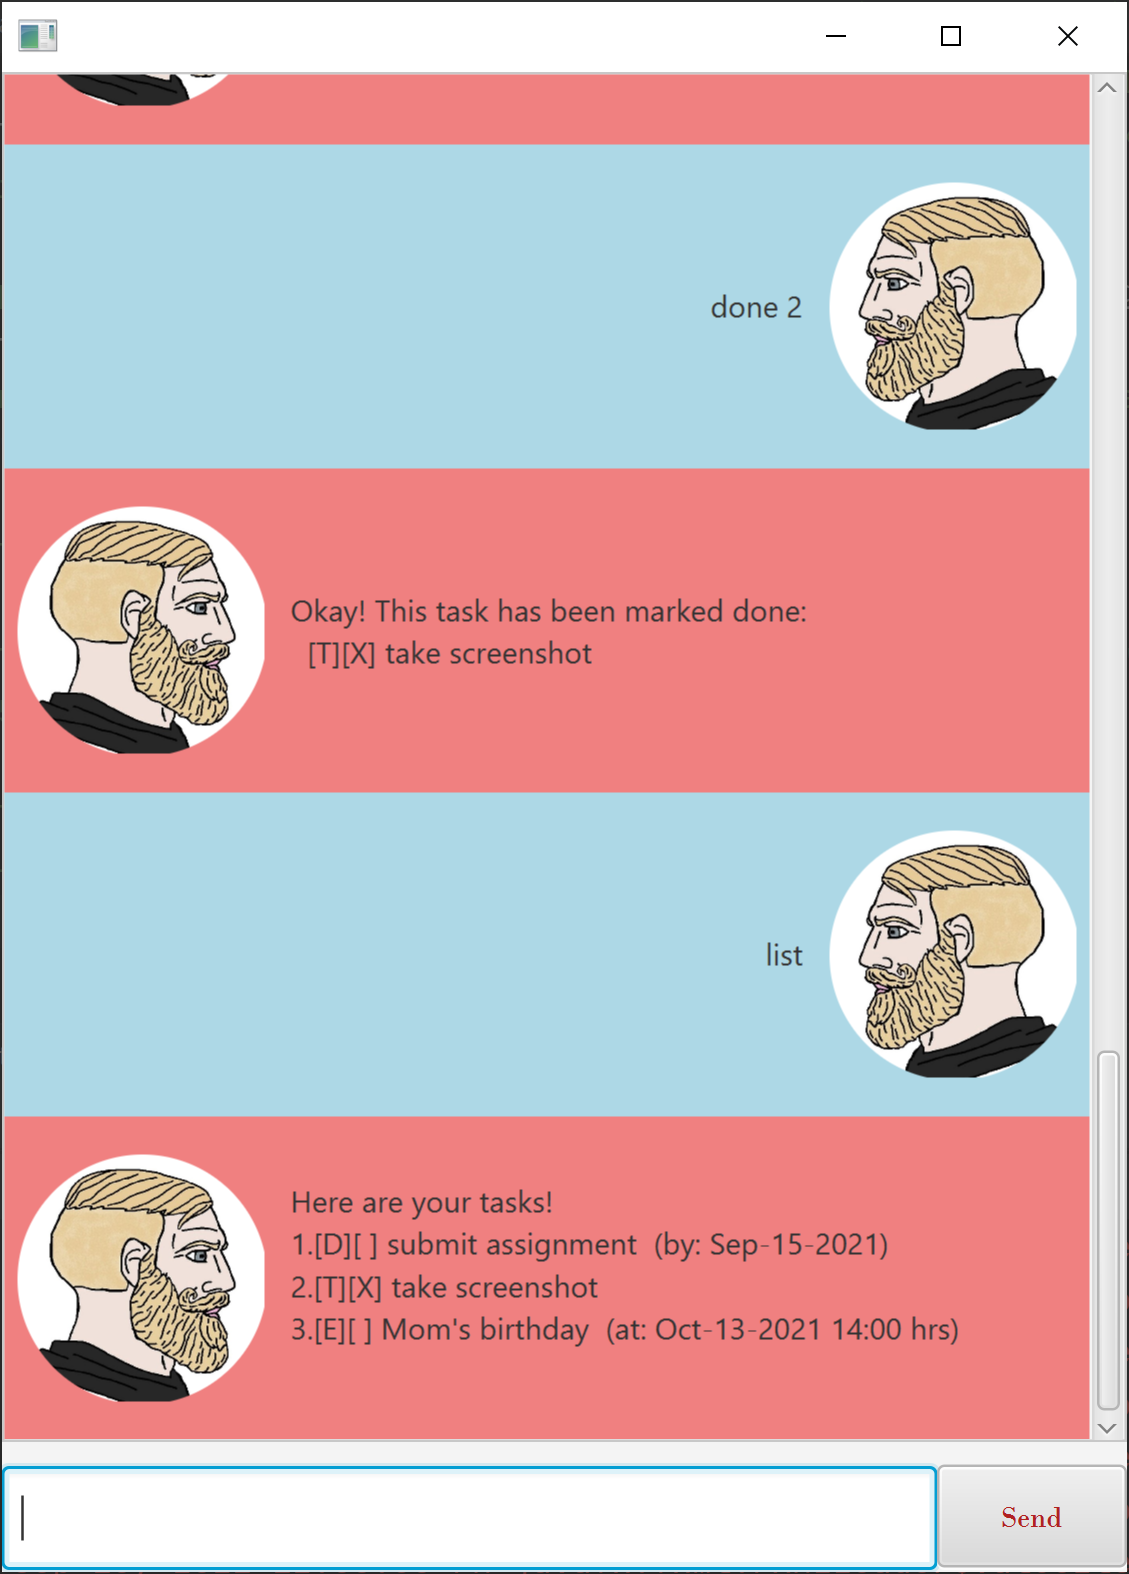 done 2
Okay! This task has been marked done:
[T][X] take screenshot
list
Here are your tasks!
1.[D][ ] submit assignment  (by: Sep-15-2021)
2.[T][X] take screenshot
3.[E][ ] Mom's birthday  (at: Oct-13-2021 14:00 hrs)
Send